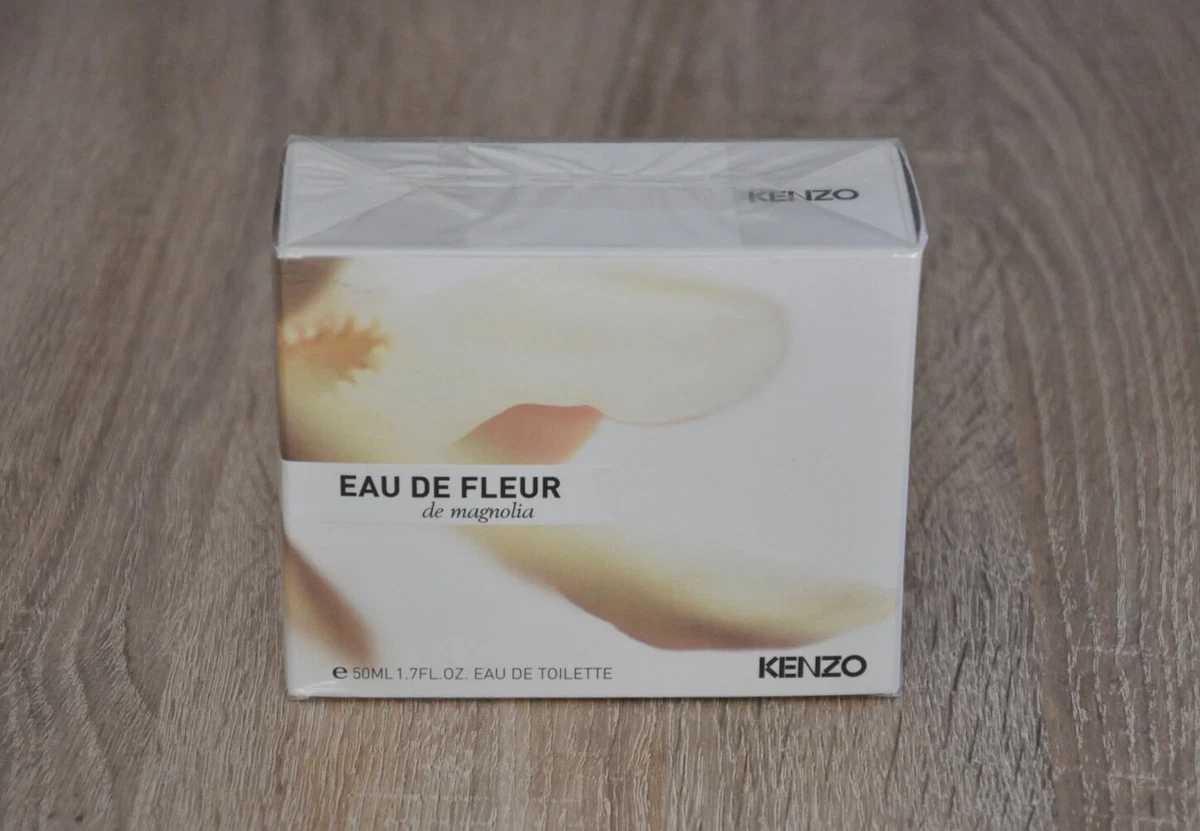 KENZO
EAU DE FLEUR
de magnolia
℮ 50ML 1.7FL.OZ. EAU DE TOILETTE
KENZO